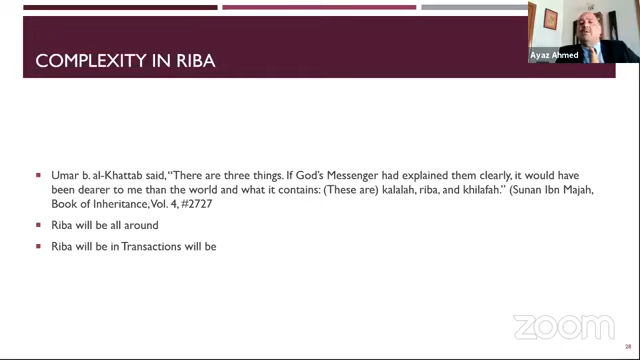 Ayaz Ahmed
COMPLEXITY IN RIBA
Umar b. al-Khattab said, “There are three things. If God’s Messenger had explained them clearly, it would have
been dearer to me than the world and what it contains: (These are) kalalah, riba, and khilafah.” (Sunan Ibn Majah,
Book of Inheritance, Vol. 4, #2727
Riba will be all around
Riba will be in Transactions will be
zoom
28